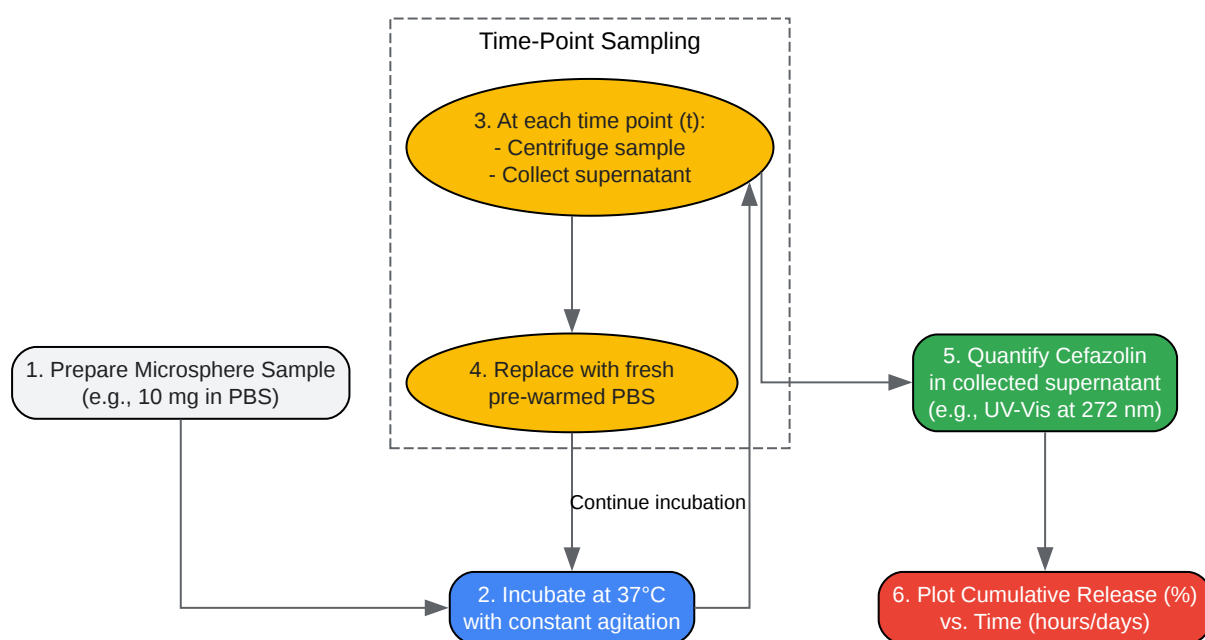 Time-Point Sampling
3. At each time point (t):
- Centrifuge sample
- Collect supernatant
1. Prepare Microsphere Sample
(e.g., 10 mg in PBS)
4. Replace with fresh
pre-warmed PBS
5. Quantify Cefazolin
in collected supernatant
(e.g., UV-Vis at 272 nm)
Continue incubation
2. Incubate at 37°C
with constant agitation
6. Plot Cumulative Release (%)
vs. Time (hours/days)